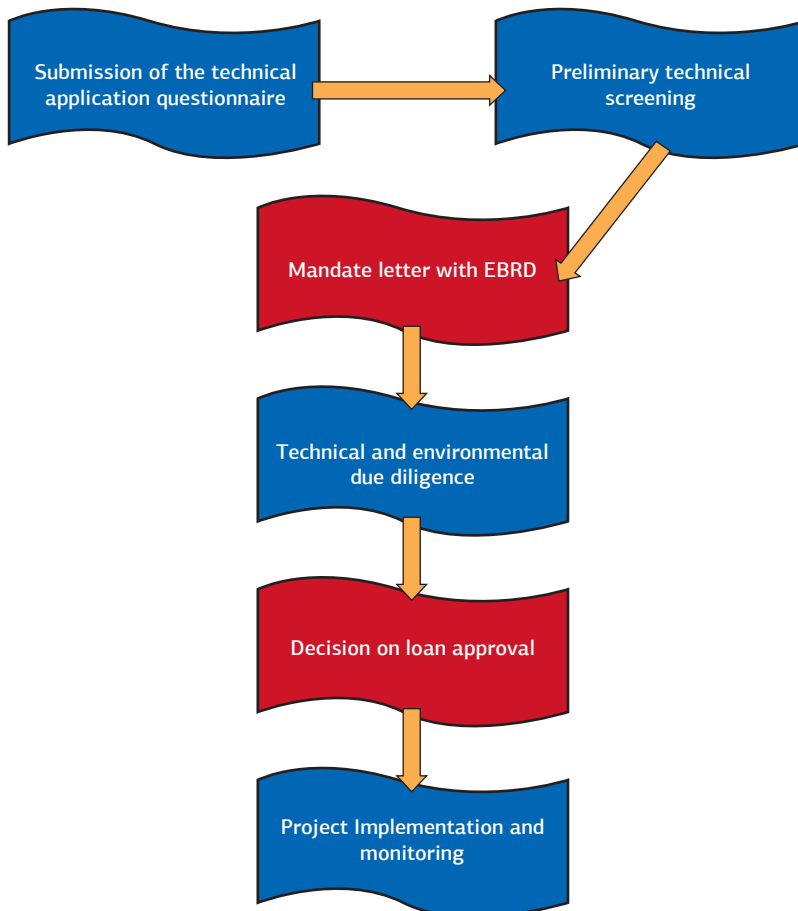 Submission of the technical
application questionnaire
Preliminary technical
screening
Mandate letter with EBRD
Technical and environmental
due diligence
Decision on loan approval
Project Implementation and
monitoring